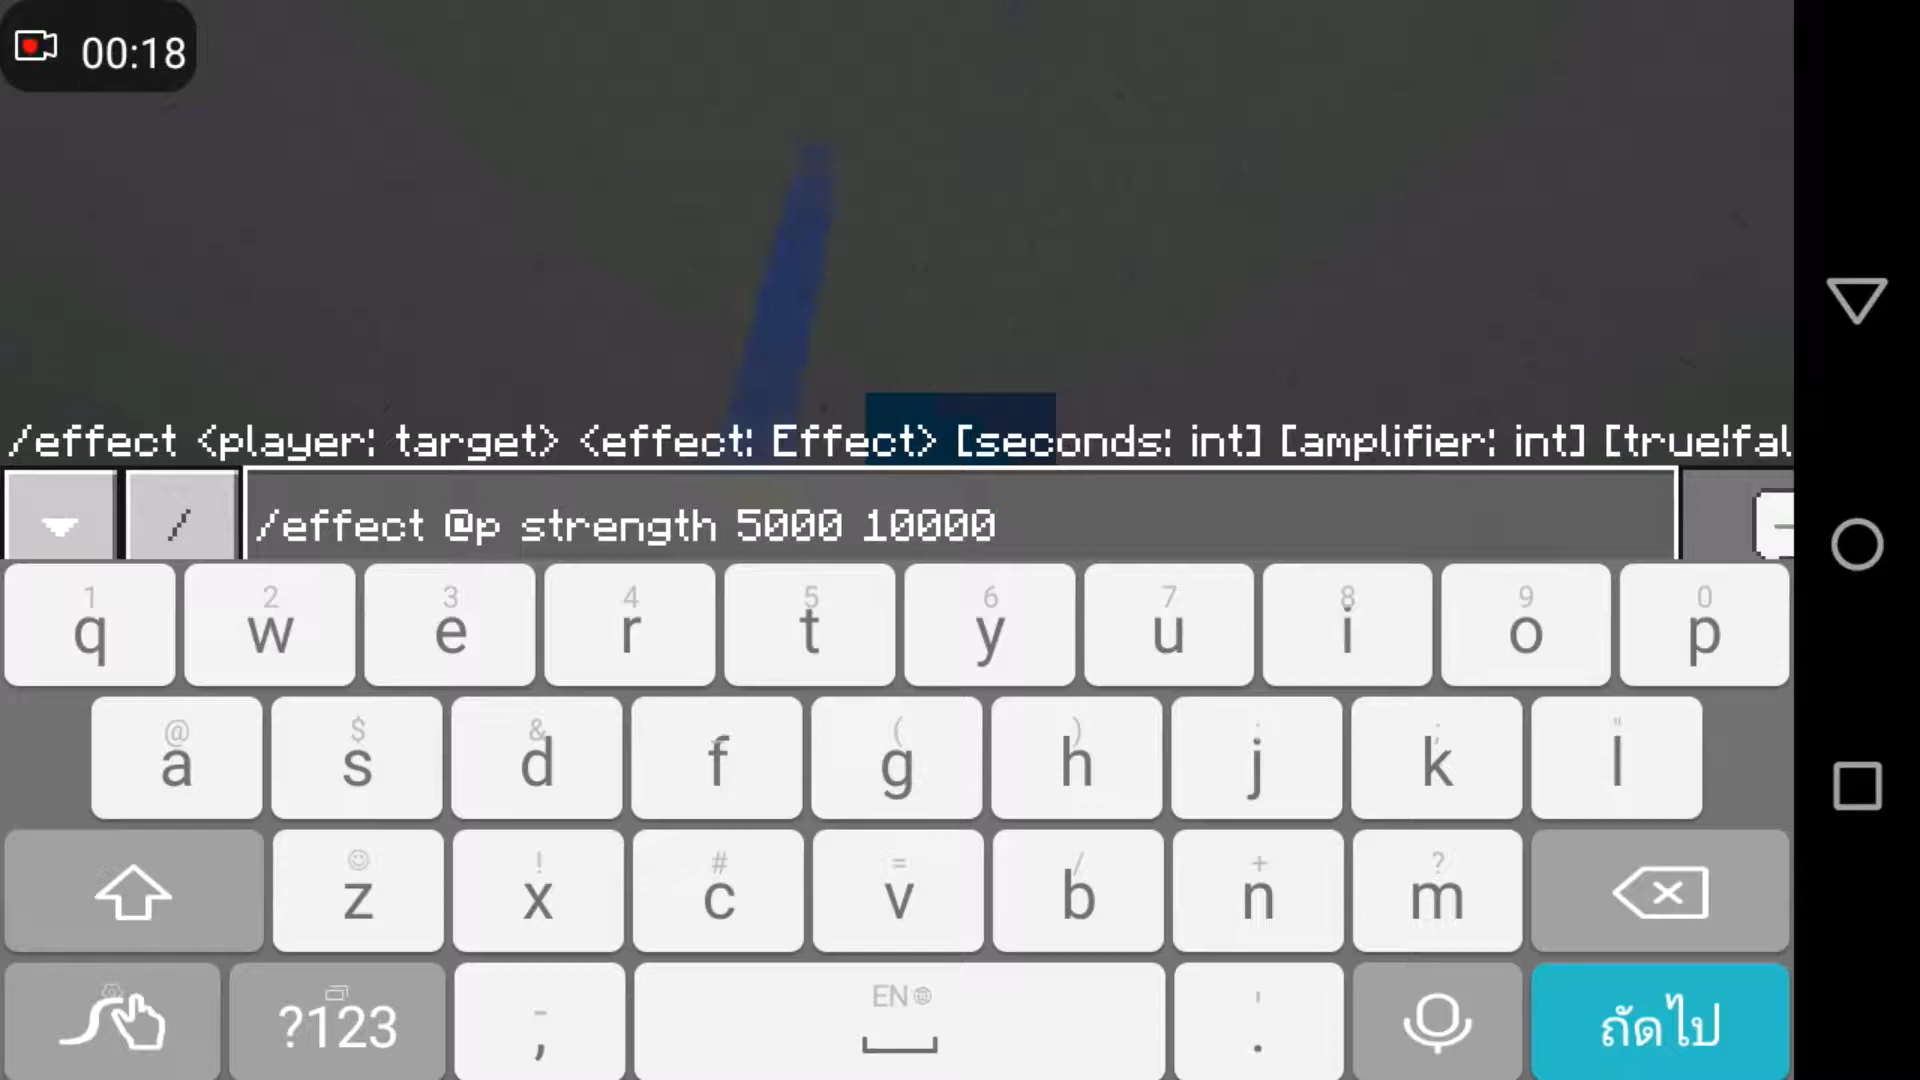 00:18
/effect <player: target> <effect: Effect> [seconds: int] [amplifier: int] [true|fal
/ /effect @p strength 5000 10000
1 2 3 4 5 6 7 8 9 0
q w e r t y u i o p
@ $ & ( ) : ; "
a s d f g h j k l
! # = / + ?
z x c v b n m
- EN '
?123 , . ถัดไป